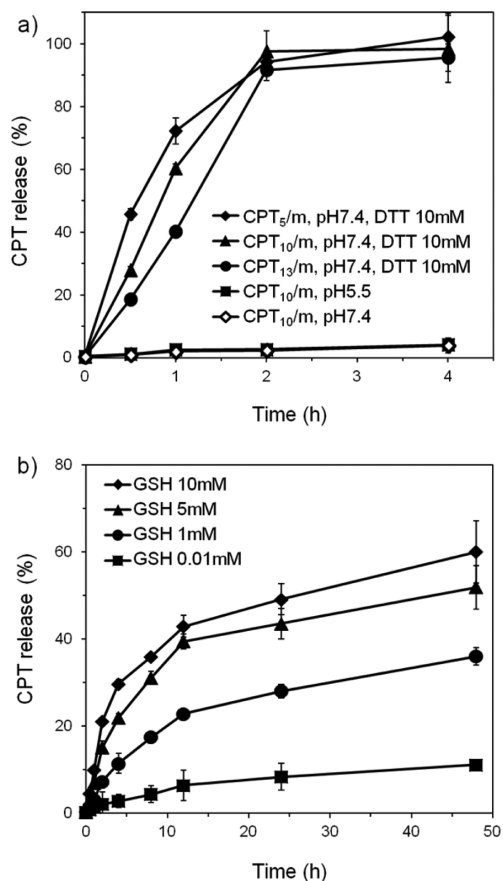 a)
100
80
60
40
20
0
CPT release (%)
CPT₅/m, pH7.4, DTT 10mM
CPT₁₀/m, pH7.4, DTT 10mM
CPT₁₃/m, pH7.4, DTT 10mM
CPT₁₀/m, pH5.5
CPT₁₀/m, pH7.4
0 1 2 3 4
Time (h)
b)
80
60
40
20
0
CPT release (%)
GSH 10mM
GSH 5mM
GSH 1mM
GSH 0.01mM
0 10 20 30 40 50
Time (h)